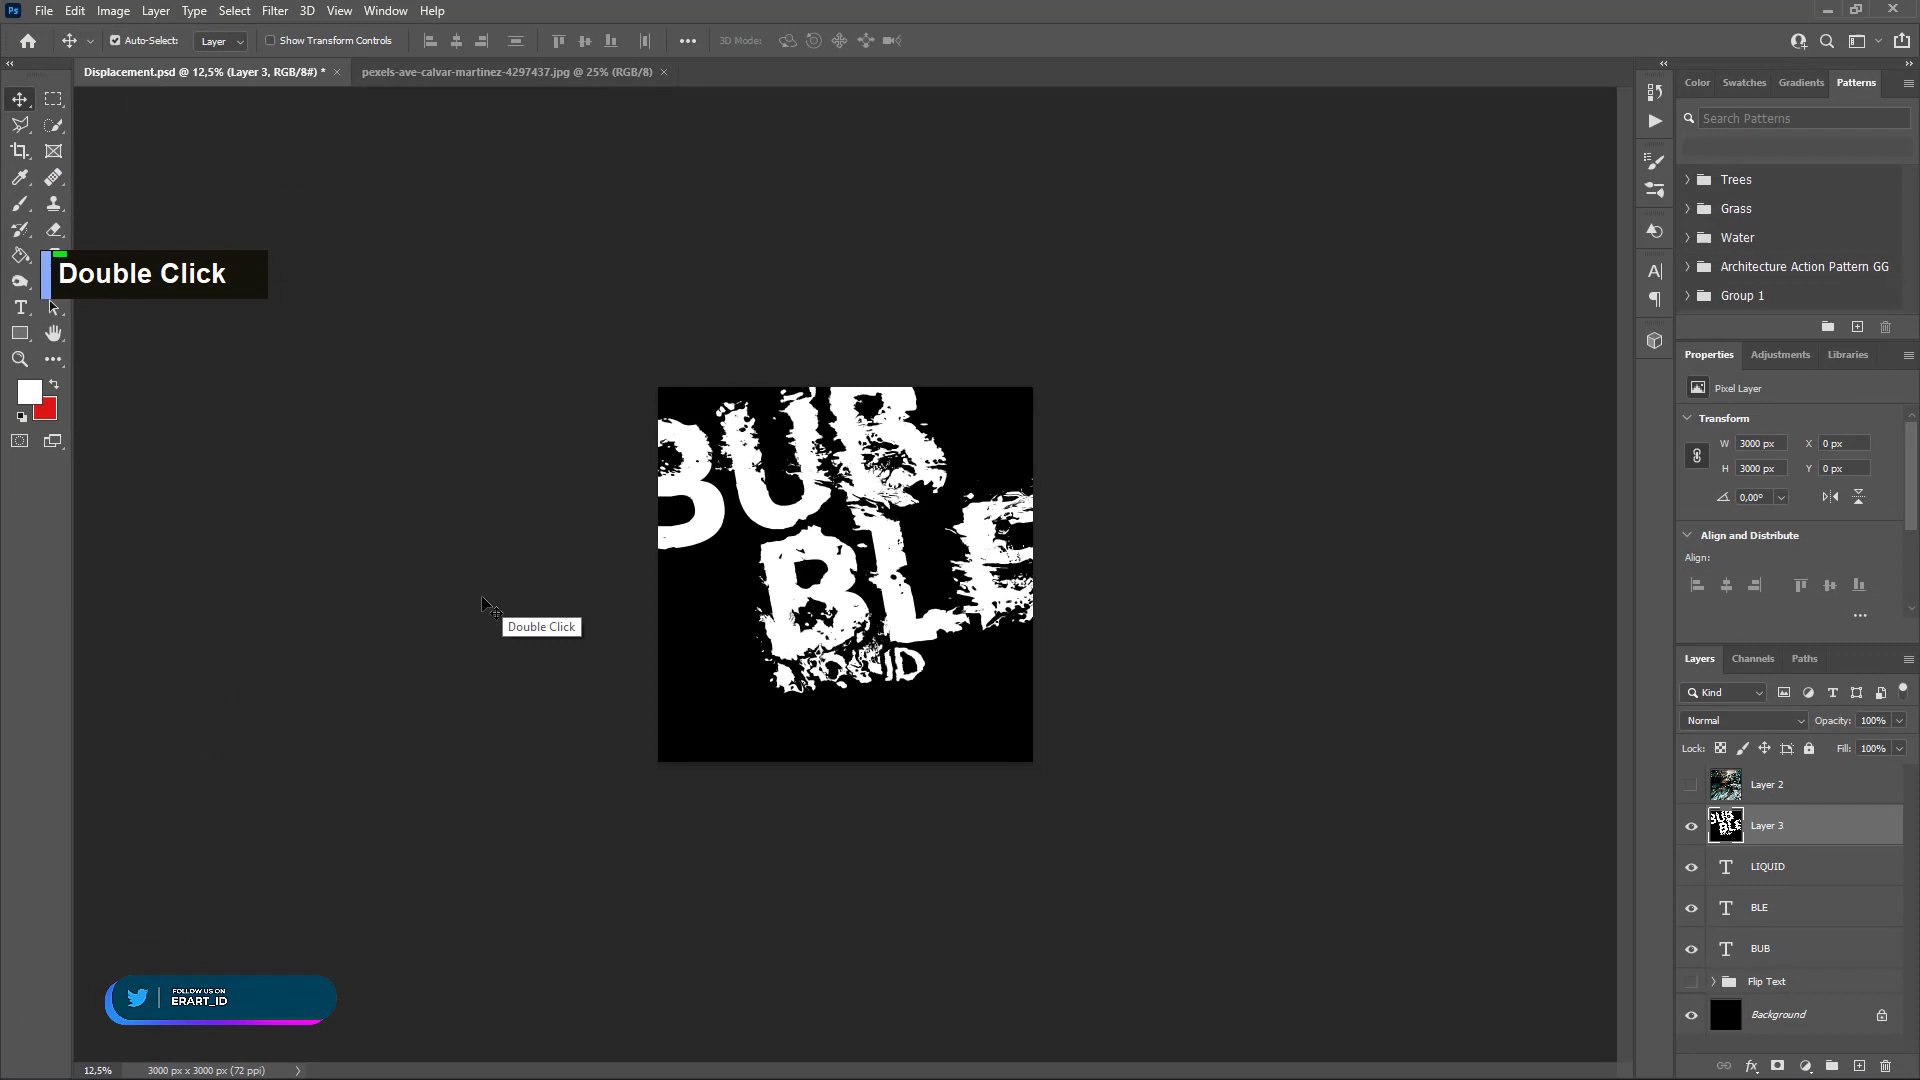 Ps File Edit Image Layer Type Select Filter 3D View Window Help
Auto-Select: Layer Show Transform Controls 3D Mode:
Displacement.psd @ 12,5% (Layer 3, RGB/8#) * × pexels-ave-calvar-martinez-4297437.jpg @ 25% (RGB/8) ×
Color Swatches Gradients Patterns
Search Patterns
Trees
Grass
Water
Architecture Action Pattern GG
Group 1
Double Click
BUB
BLE
LIQUID
Double Click
Properties Adjustments Libraries
Pixel Layer
Transform
W 3000 px X 0 px
H 3000 px Y 0 px
0,00°
Align and Distribute
Align:
Layers Channels Paths
Kind
Normal Opacity: 100%
Lock: Fill: 100%
Layer 2
Layer 3
LIQUID
BLE
BUB
Flip Text
Background
FOLLOW US ON
ERART_ID
12,5% 3000 px x 3000 px (72 ppi)